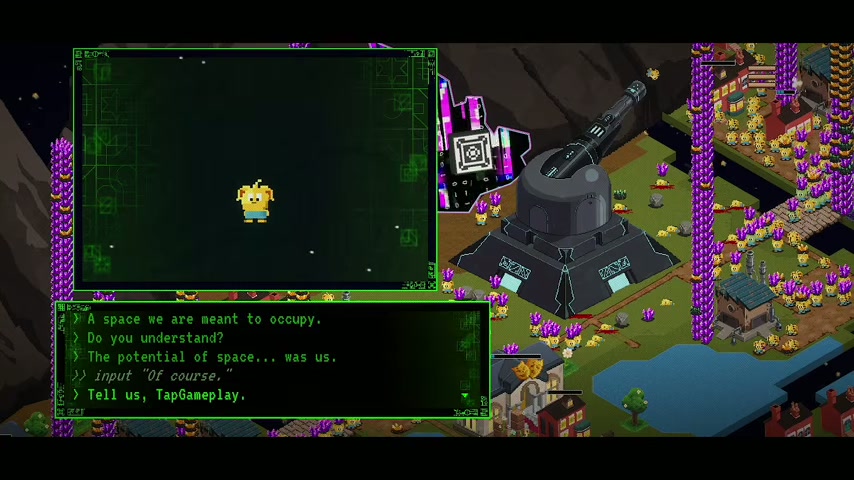 > A space we are meant to occupy.
> Do you understand?
> The potential of space... was us.
>> input "Of course."
> Tell us, TapGameplay.